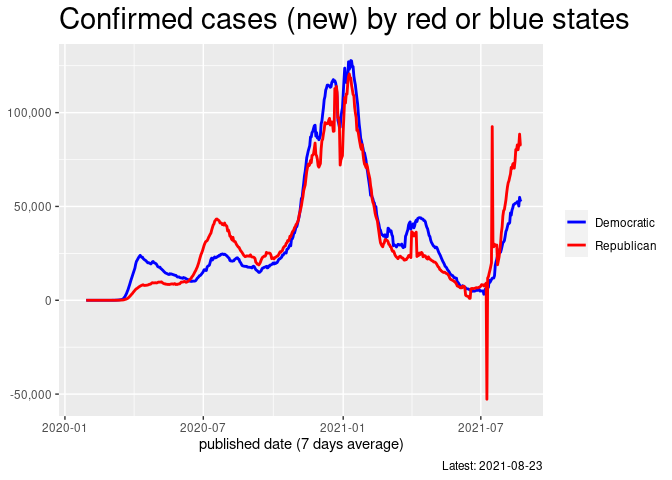 Confirmed cases (new) by red or blue states
100,000
50,000
0
-50,000
2020-01
2020-07
2021-01
2021-07
published date (7 days average)
Democratic
Republican
Latest: 2021-08-23